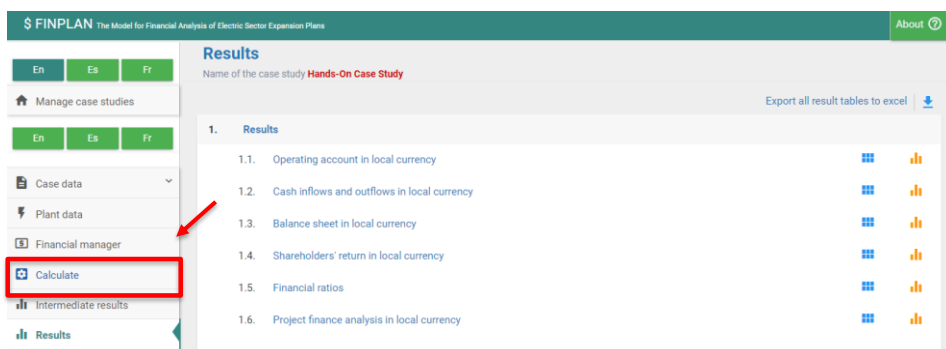 $ FINPLAN The Model for Financial Analysis of Electric Sector Expansion Plans
About
En Es Fr
Manage case studies
En Es Fr
Case data
Plant data
Financial manager
Calculate
Intermediate results
Results
Results
Name of the case study Hands-On Case Study
Export all result tables to excel
1. Results
1.1. Operating account in local currency
1.2. Cash inflows and outflows in local currency
1.3. Balance sheet in local currency
1.4. Shareholders' return in local currency
1.5. Financial ratios
1.6. Project finance analysis in local currency